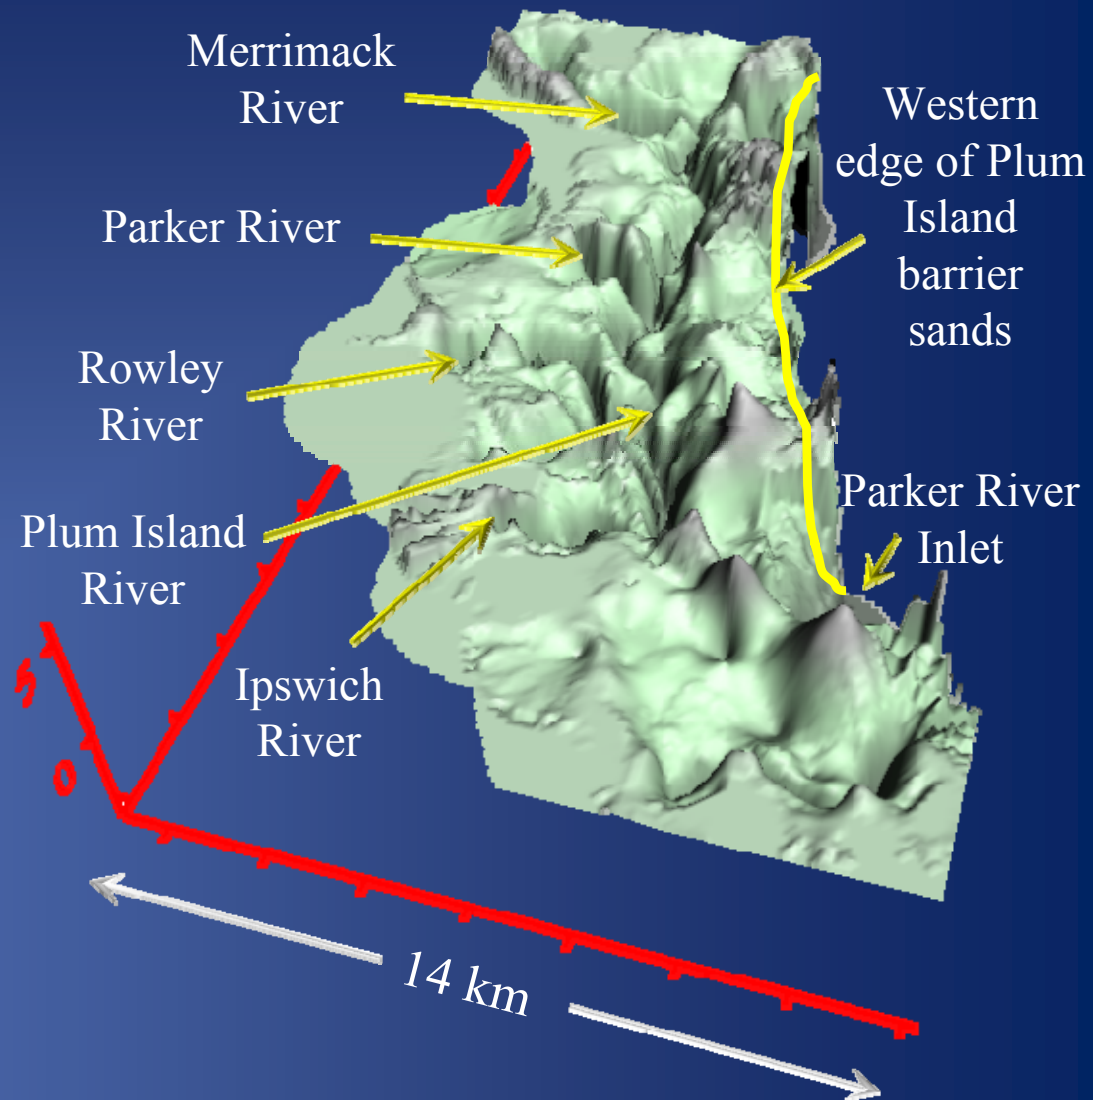 Merrimack
River
Western
edge of Plum
Island
barrier
sands
Parker River
Rowley
River
Parker River
Inlet
Plum Island
River
Ipswich
River
5
0
14 km